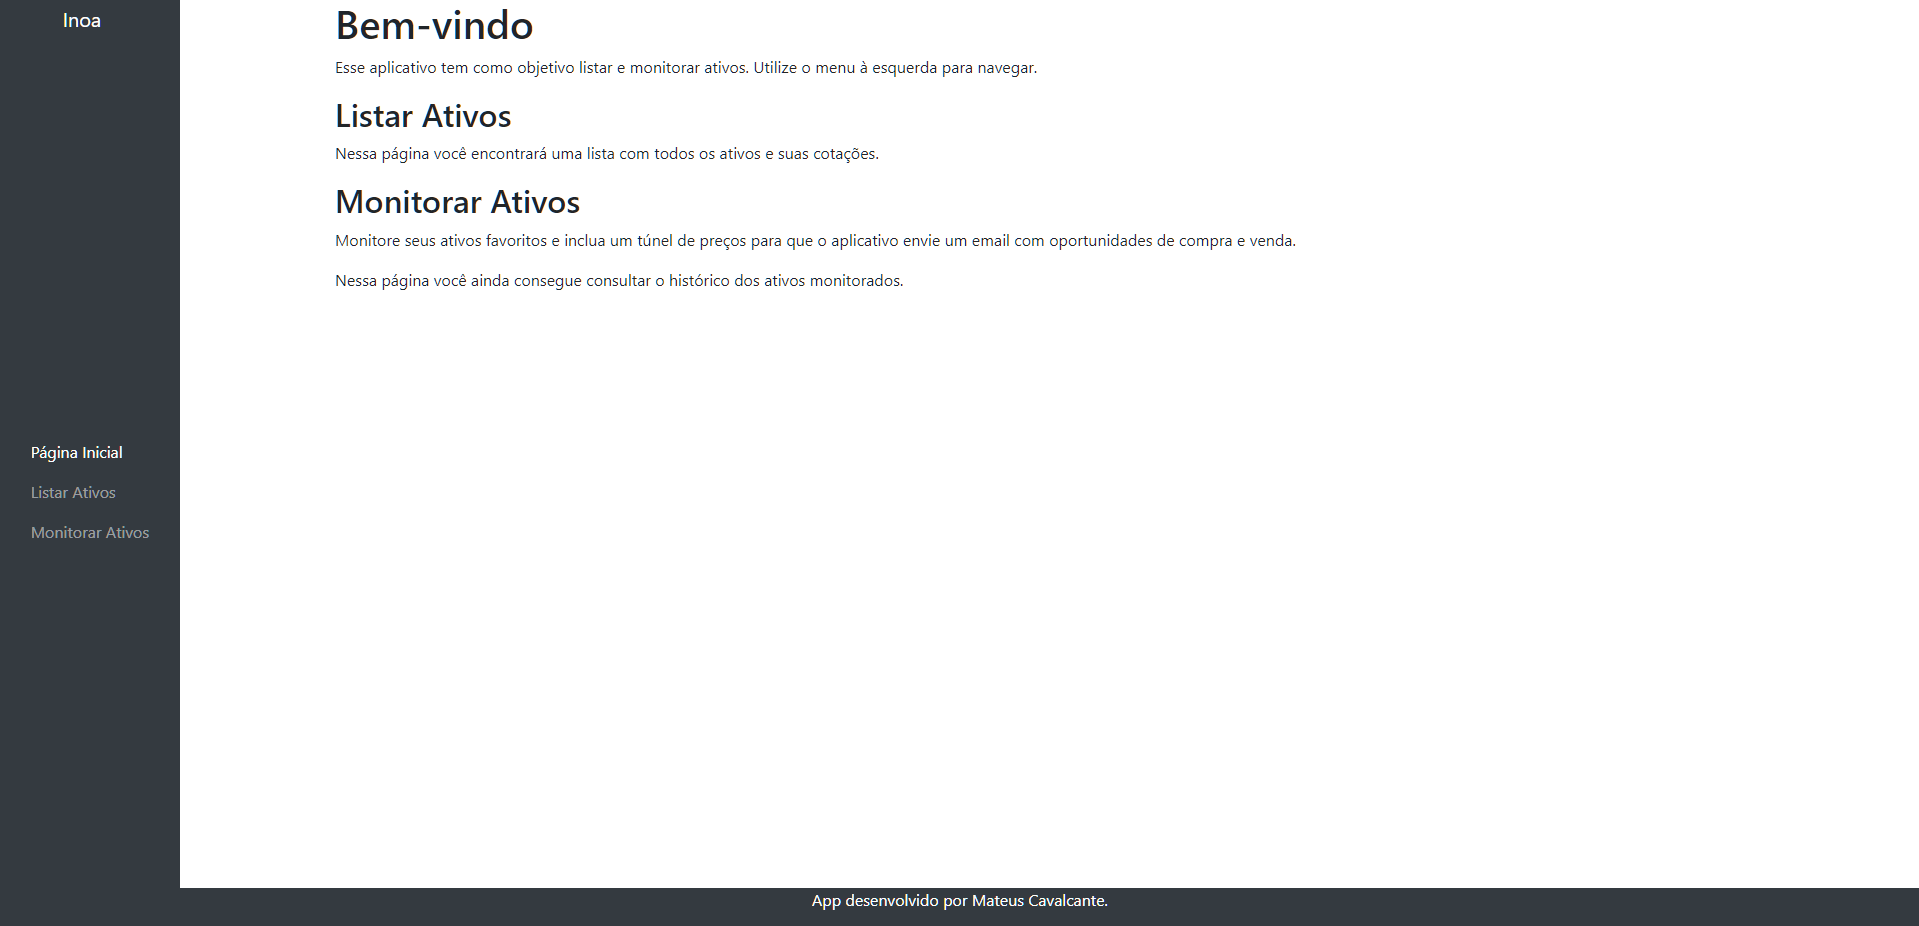 Inoa
Página Inicial
Listar Ativos
Monitorar Ativos
Bem-vindo
Esse aplicativo tem como objetivo listar e monitorar ativos. Utilize o menu à esquerda para navegar.
Listar Ativos
Nessa página você encontrará uma lista com todos os ativos e suas cotações.
Monitorar Ativos
Monitore seus ativos favoritos e inclua um túnel de preços para que o aplicativo envie um email com oportunidades de compra e venda.
Nessa página você ainda consegue consultar o histórico dos ativos monitorados.
App desenvolvido por Mateus Cavalcante.